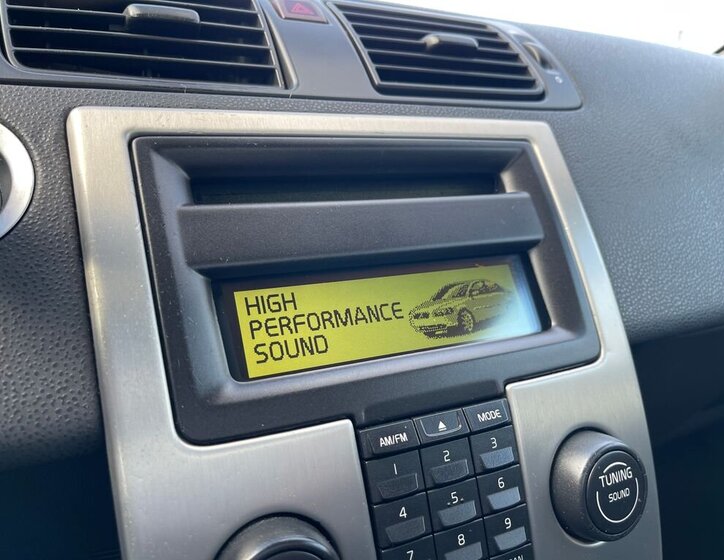 HIGH
PERFORMANCE
SOUND
AM/FM
MODE
1
2
3
4
5
6
7
8
9
TUNING
SOUND